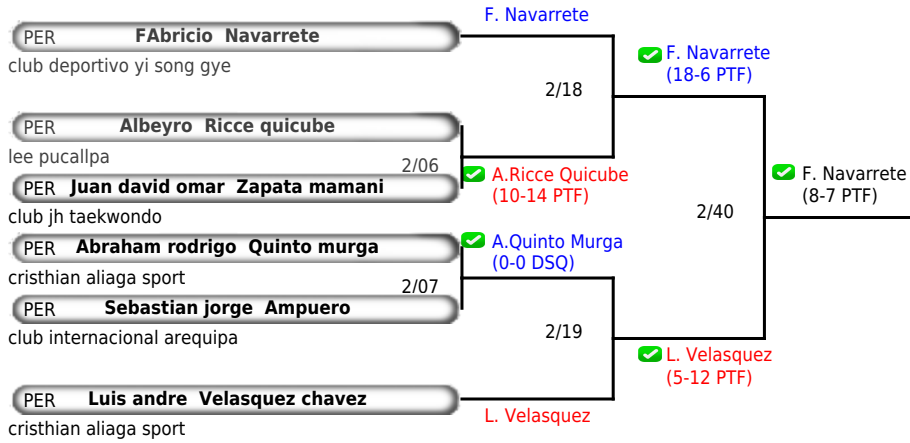 F. Navarrete
PER FAbricio Navarrete
club deportivo yi song gye
F. Navarrete
(18-6 PTF)
2/18
PER Albeyro Ricce quicube
lee pucallpa
2/06
A.Ricce Quicube
(10-14 PTF)
PER Juan david omar Zapata mamani
club jh taekwondo
F. Navarrete
(8-7 PTF)
2/40
PER Abraham rodrigo Quinto murga
cristhian aliaga sport
A.Quinto Murga
(0-0 DSQ)
2/07
PER Sebastian jorge Ampuero
club internacional arequipa
2/19
L. Velasquez
(5-12 PTF)
PER Luis andre Velasquez chavez
cristhian aliaga sport
L. Velasquez